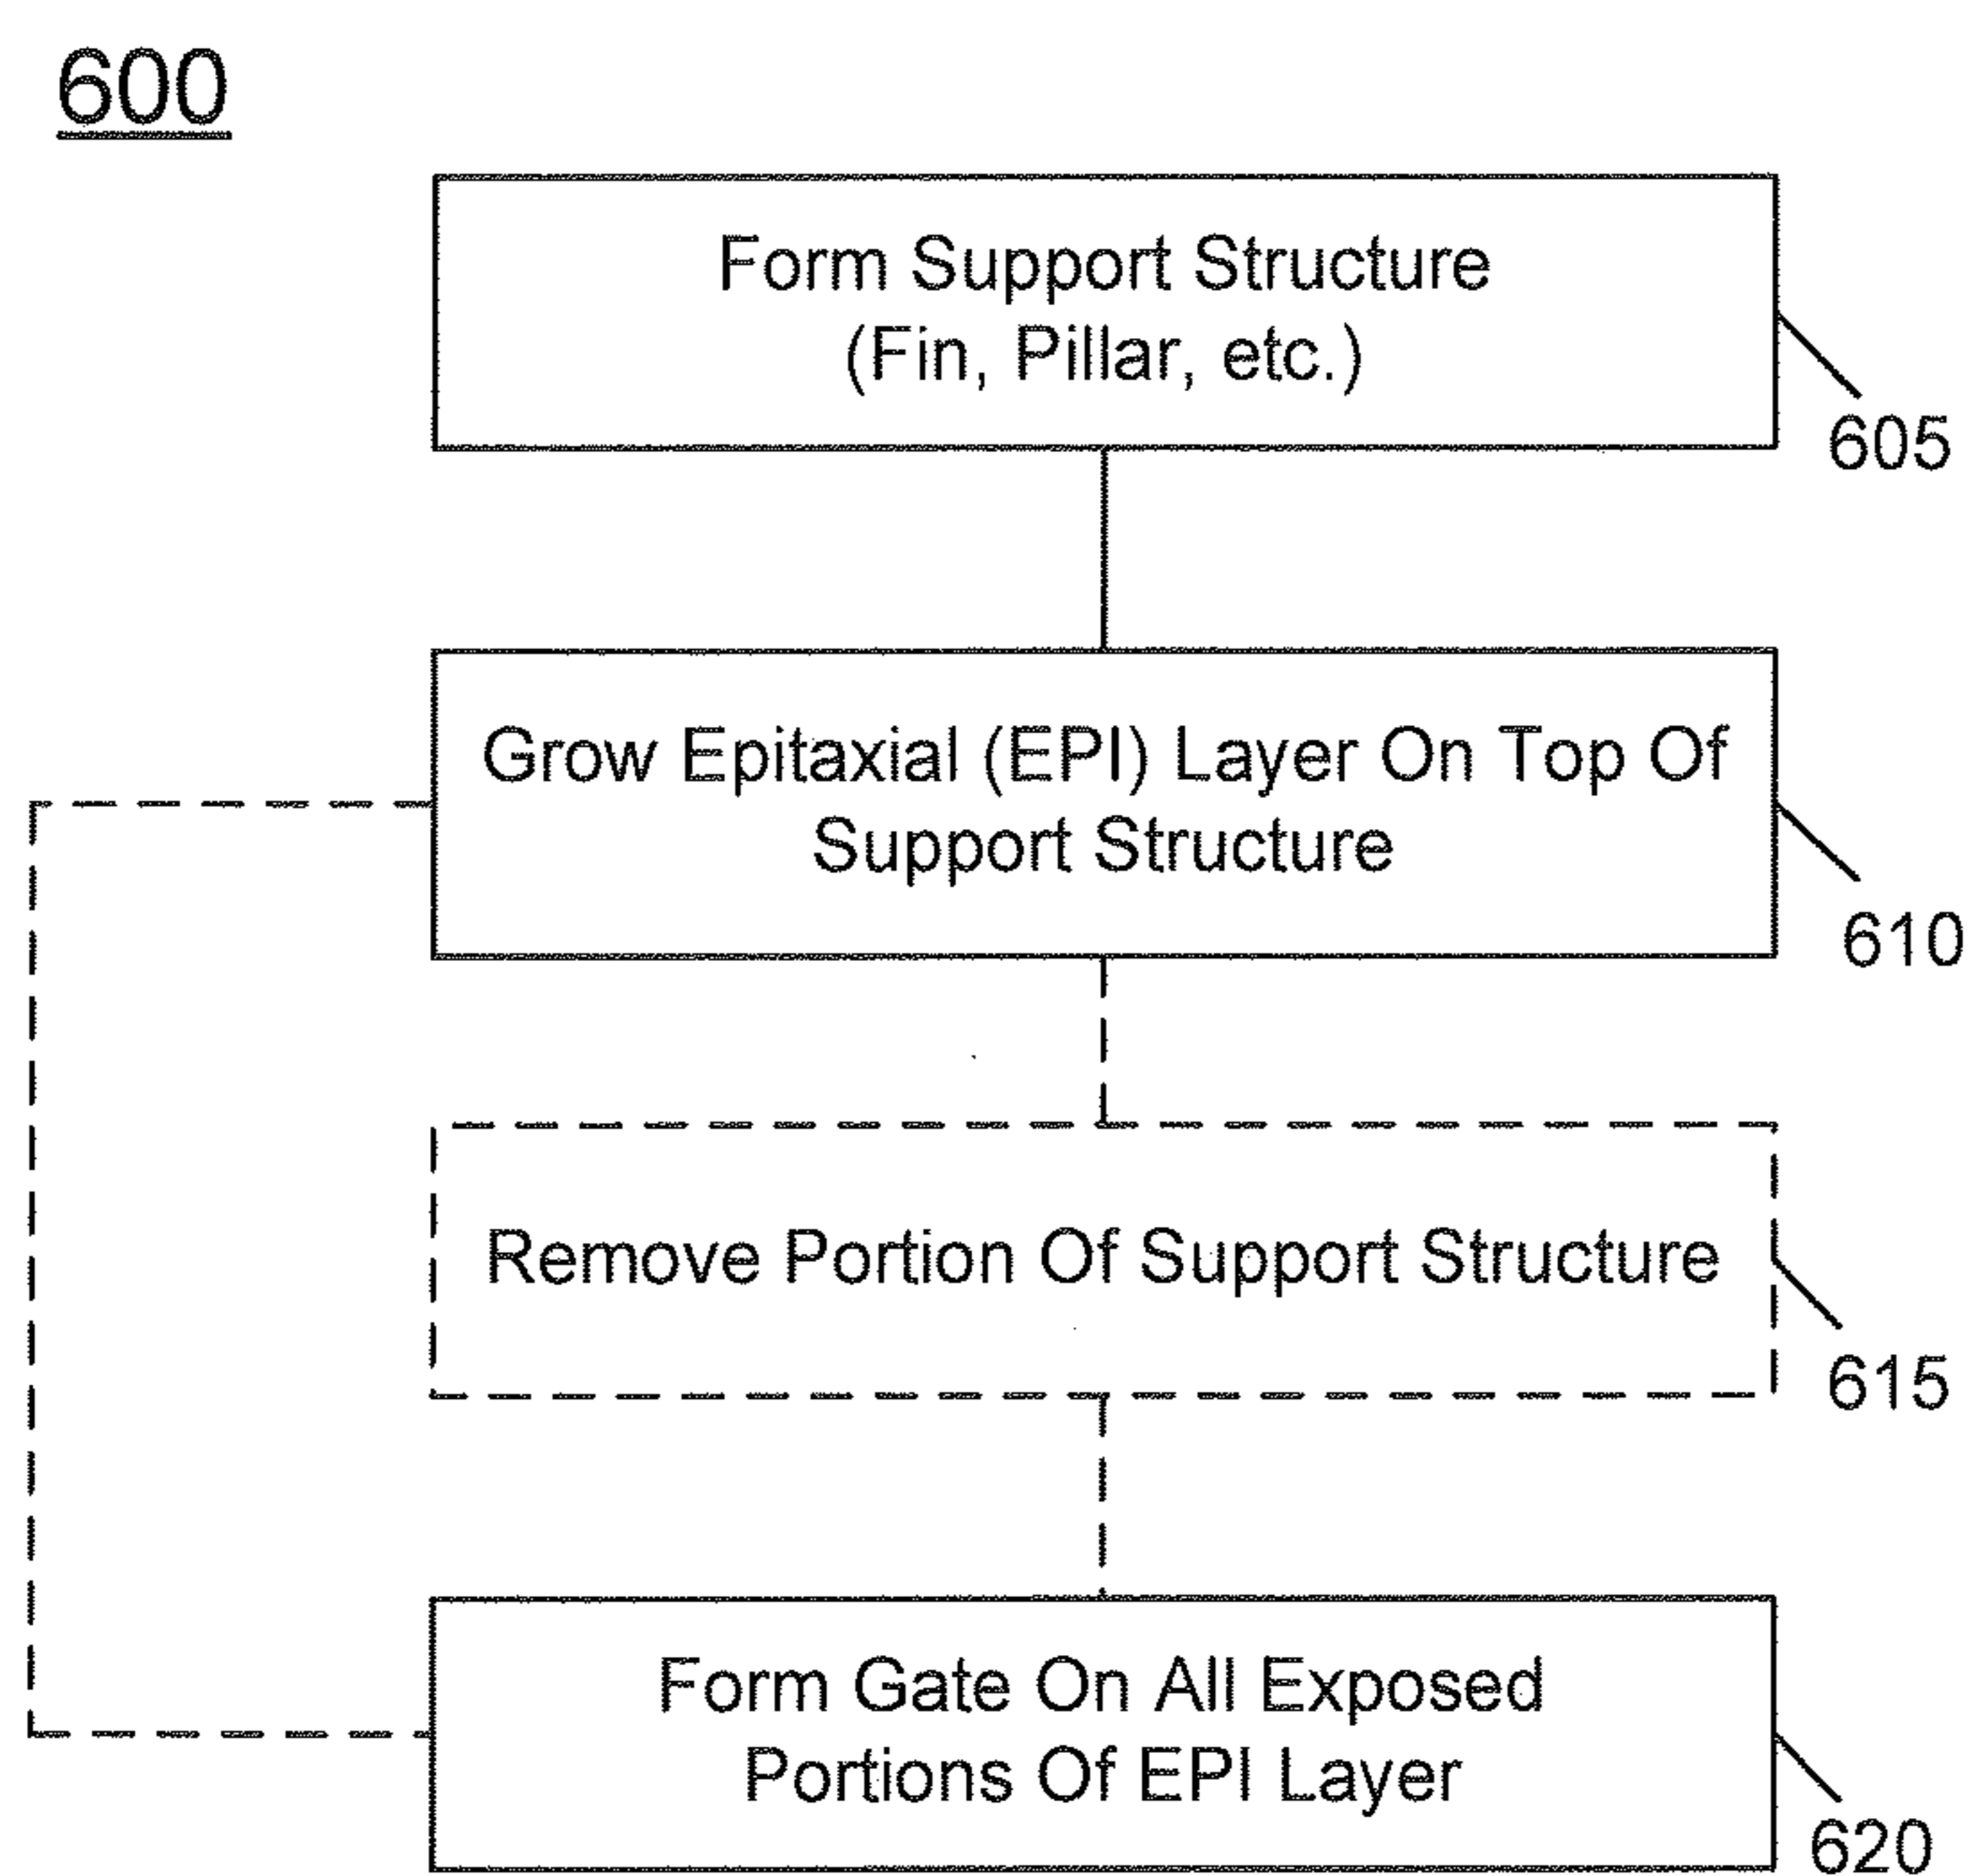 600
Form Support Structure
(Fin, Pillar, etc.)
605
Grow Epitaxial (EPI) Layer On Top Of
Support Structure
610
Remove Portion Of Support Structure
615
Form Gate On All Exposed
Portions Of EPI Layer
620